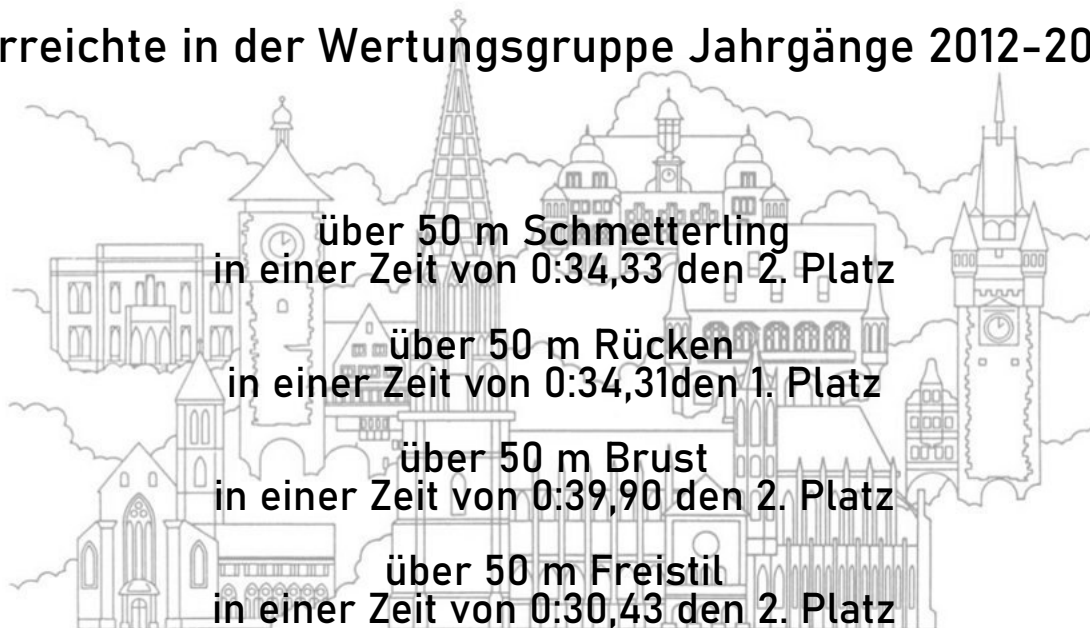 rreichte in der Wertungsgruppe Jahrgänge 2012-20
über 50 m Schmetterling
in einer Zeit von 0:34,33 den 2. Platz
über 50 m Rücken
in einer Zeit von 0:34,31den 1. Platz
über 50 m Brust
in einer Zeit von 0:39,90 den 2. Platz
über 50 m Freistil
in einer Zeit von 0:30,43 den 2. Platz